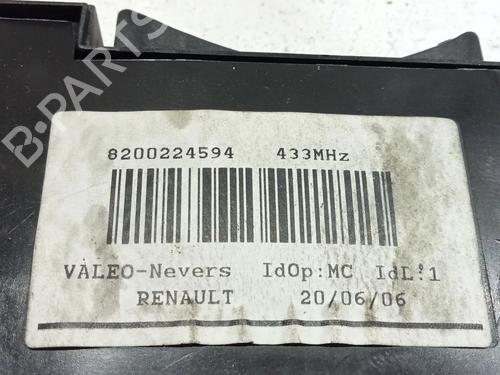 B-PARTS
8200224594 433MHz
VALEO-Nevers IdOp:MC IdL:1
RENAULT 20/06/06